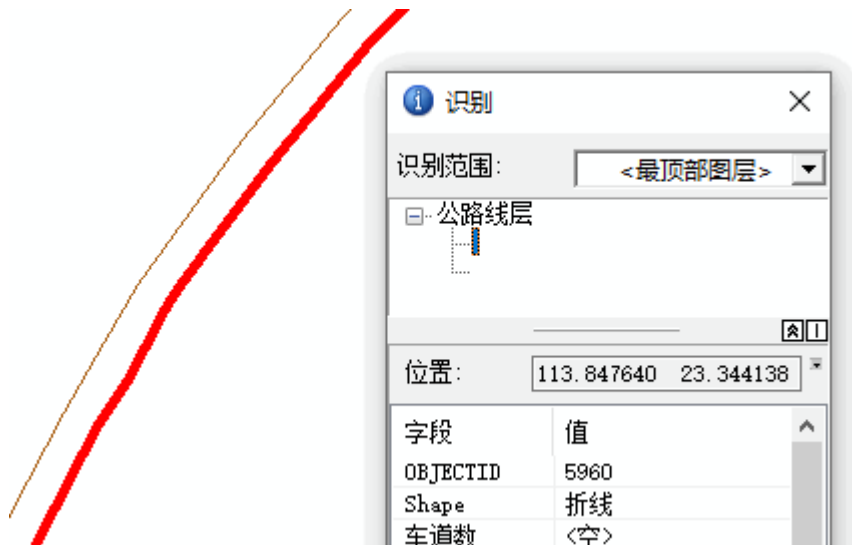 识别
识别范围:
<最顶部图层>
公路线层
位置:
113.847640 23.344138
字段 值
OBJECTID 5960
Shape 折线
车道数 <空>